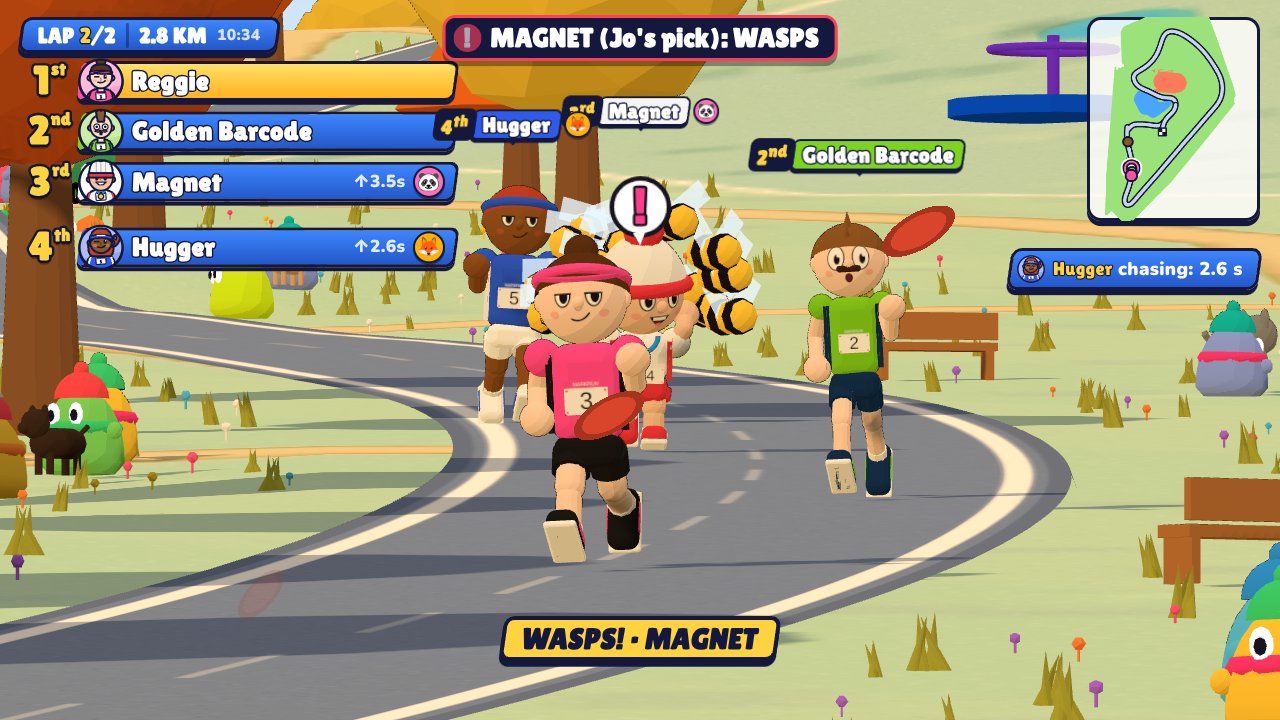 LAP 2/2 2.8 KM 10:34
! MAGNET (Jo's pick): WASPS
1st Reggie
2nd Golden Barcode
3rd Magnet ↑3.5s
4th Hugger ↑2.6s
4th Hugger
rd Magnet
2nd Golden Barcode
!
Hugger chasing: 2.6 s
5
3
4
2
WASPS! · MAGNET